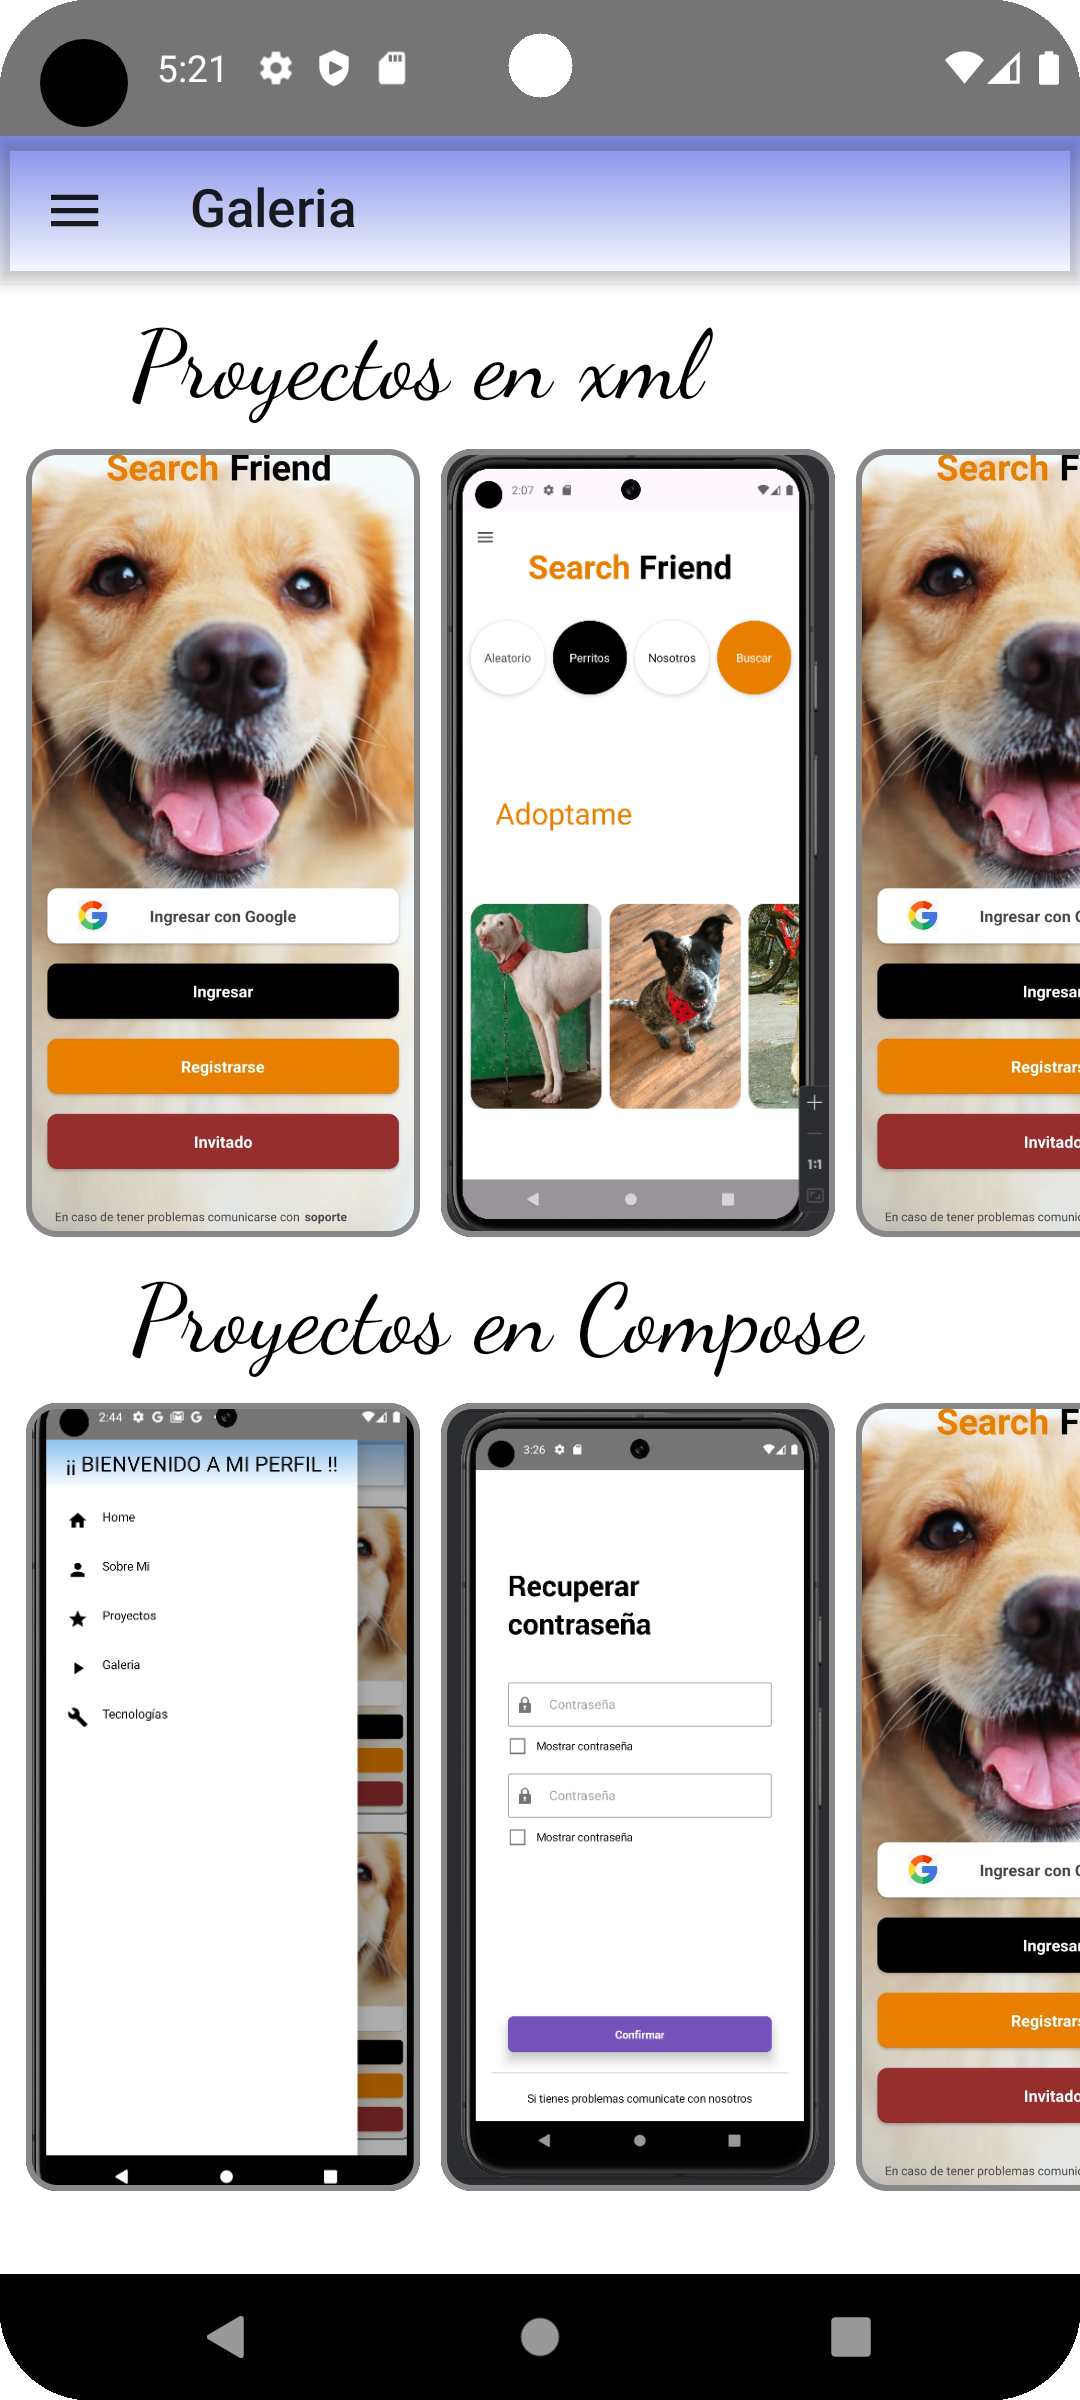 5:21
Galeria
Proyectos en xml
Search Friend
Ingresar con Google
Ingresar
Registrarse
Invitado
En caso de tener problemas comunicarse con soporte
2:07
Search Friend
Aleatorio
Perritos
Nosotros
Buscar
Adoptame
1:1
Search F
Ingresar con
Ingresar
Registrars
Invitado
En caso de tener problemas comunic
Proyectos en Compose
2:44
¡¡ BIENVENIDO A MI PERFIL !!
Home
Sobre Mi
Proyectos
Galeria
Tecnologías
3:26
Recuperar
contraseña
Contraseña
Mostrar contraseña
Contraseña
Mostrar contraseña
Confirmar
Si tienes problemas comunicate con nosotros
Search F
Ingresar con
Ingresar
Registrars
Invitado
En caso de tener problemas comunic